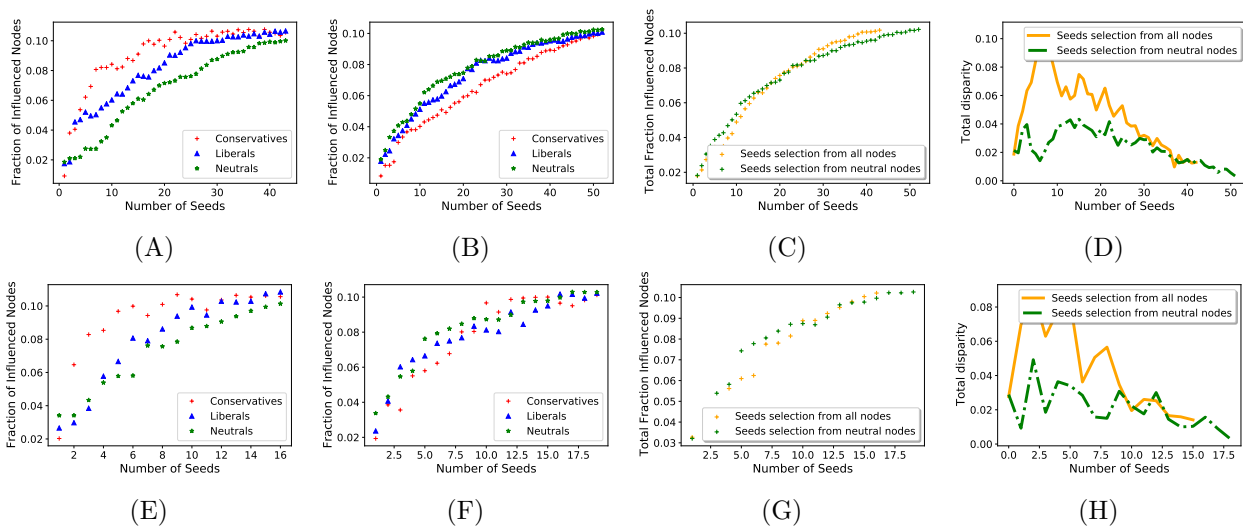 Fraction of Influenced Nodes
0.10
0.08
0.06
0.04
0.02
Conservatives
Liberals
Neutrals
0 10 20 30 40
Number of Seeds
(A)
Fraction of Influenced Nodes
0.10
0.08
0.06
0.04
0.02
Conservatives
Liberals
Neutrals
0 10 20 30 40 50
Number of Seeds
(B)
Total Fraction Influenced Nodes
0.10
0.08
0.06
0.04
0.02
Seeds selection from all nodes
Seeds selection from neutral nodes
0 10 20 30 40 50
Number of Seeds
(C)
Total disparity
0.10
0.08
0.06
0.04
0.02
0.00
Seeds selection from all nodes
Seeds selection from neutral nodes
0 10 20 30 40 50
Number of Seeds
(D)
Fraction of Influenced Nodes
0.10
0.08
0.06
0.04
0.02
Conservatives
Liberals
Neutrals
2 4 6 8 10 12 14 16
Number of Seeds
(E)
Fraction of Influenced Nodes
0.10
0.08
0.06
0.04
0.02
Conservatives
Liberals
Neutrals
2.5 5.0 7.5 10.0 12.5 15.0 17.5
Number of Seeds
(F)
Total Fraction Influenced Nodes
0.10
0.09
0.08
0.07
0.06
0.05
0.04
0.03
Seeds selection from all nodes
Seeds selection from neutral nodes
2.5 5.0 7.5 10.0 12.5 15.0 17.5
Number of Seeds
(G)
Total disparity
0.08
0.06
0.04
0.02
0.00
Seeds selection from all nodes
Seeds selection from neutral nodes
0.0 2.5 5.0 7.5 10.0 12.5 15.0 17.5
Number of Seeds
(H)